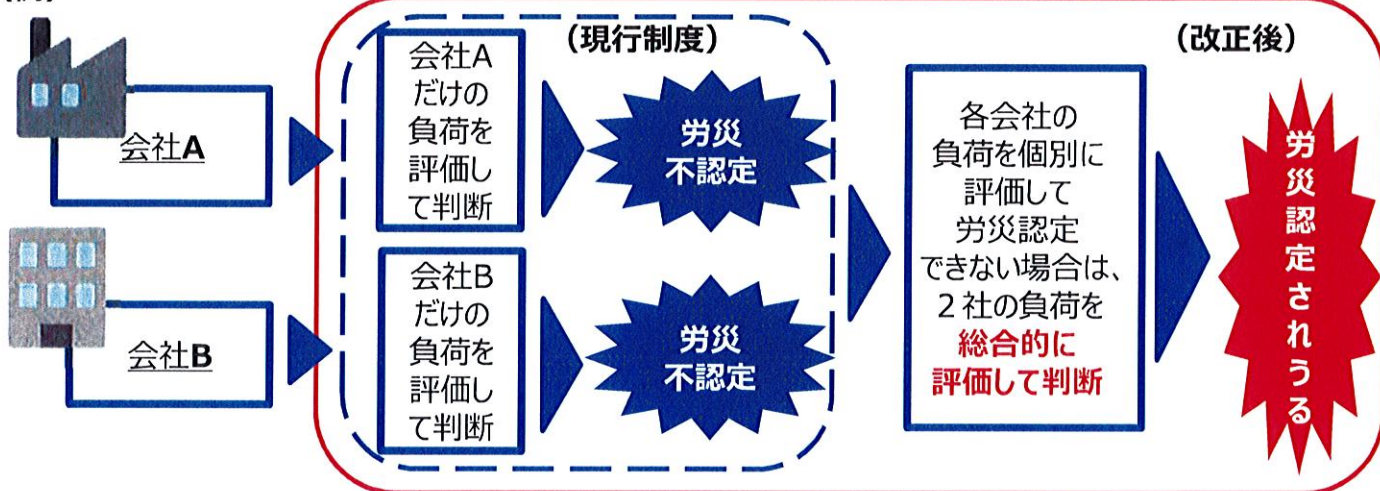 (現行制度)
(改正後)
会社A
会社A
だけの
負荷を
評価し
て判断
労災
不認定
会社B
会社B
だけの
負荷を
評価し
て判断
労災
不認定
各会社の
負荷を個別に
評価して
労災認定
できない場合は、
2社の負荷を
総合的に
評価して判断
労災認定されうる